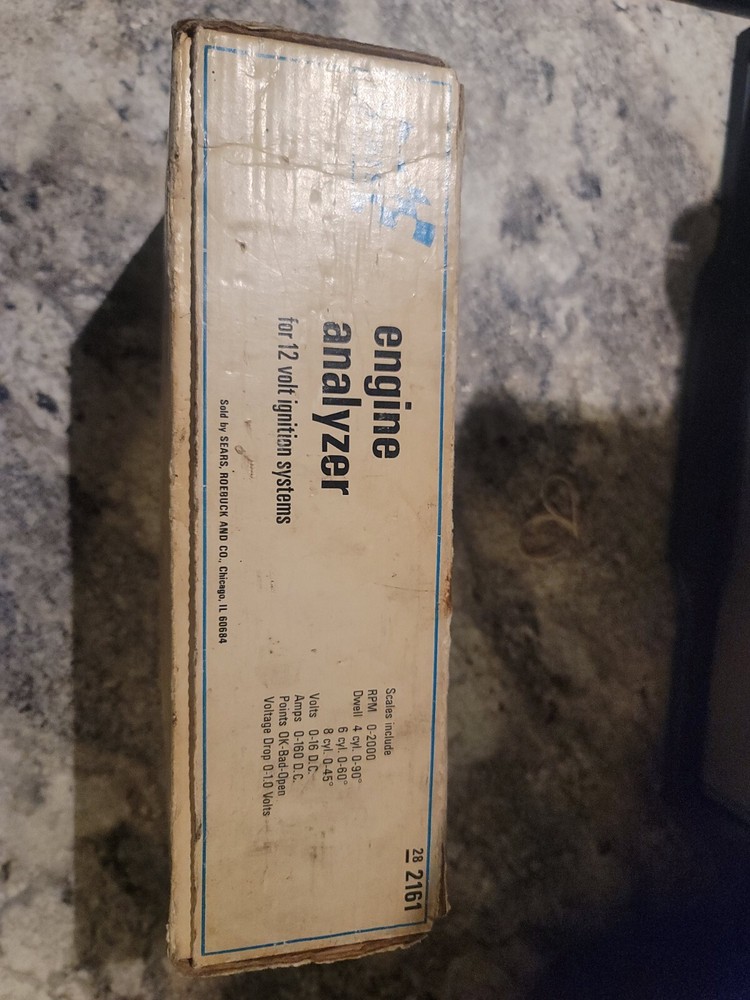 engine
analyzer
for 12 volt ignition systems
Sold by SEARS, ROEBUCK AND CO., Chicago, IL 60684
Scales include
RPM 0-2000
Dwell 4 cyl. 0-90°
6 cyl. 0-60°
8 cyl. 0-45°
Volts 0-16 D.C.
Amps 0-160 D.C.
Points OK-Bad-Open
Voltage Drop 0-1.0 Volts
28 2161